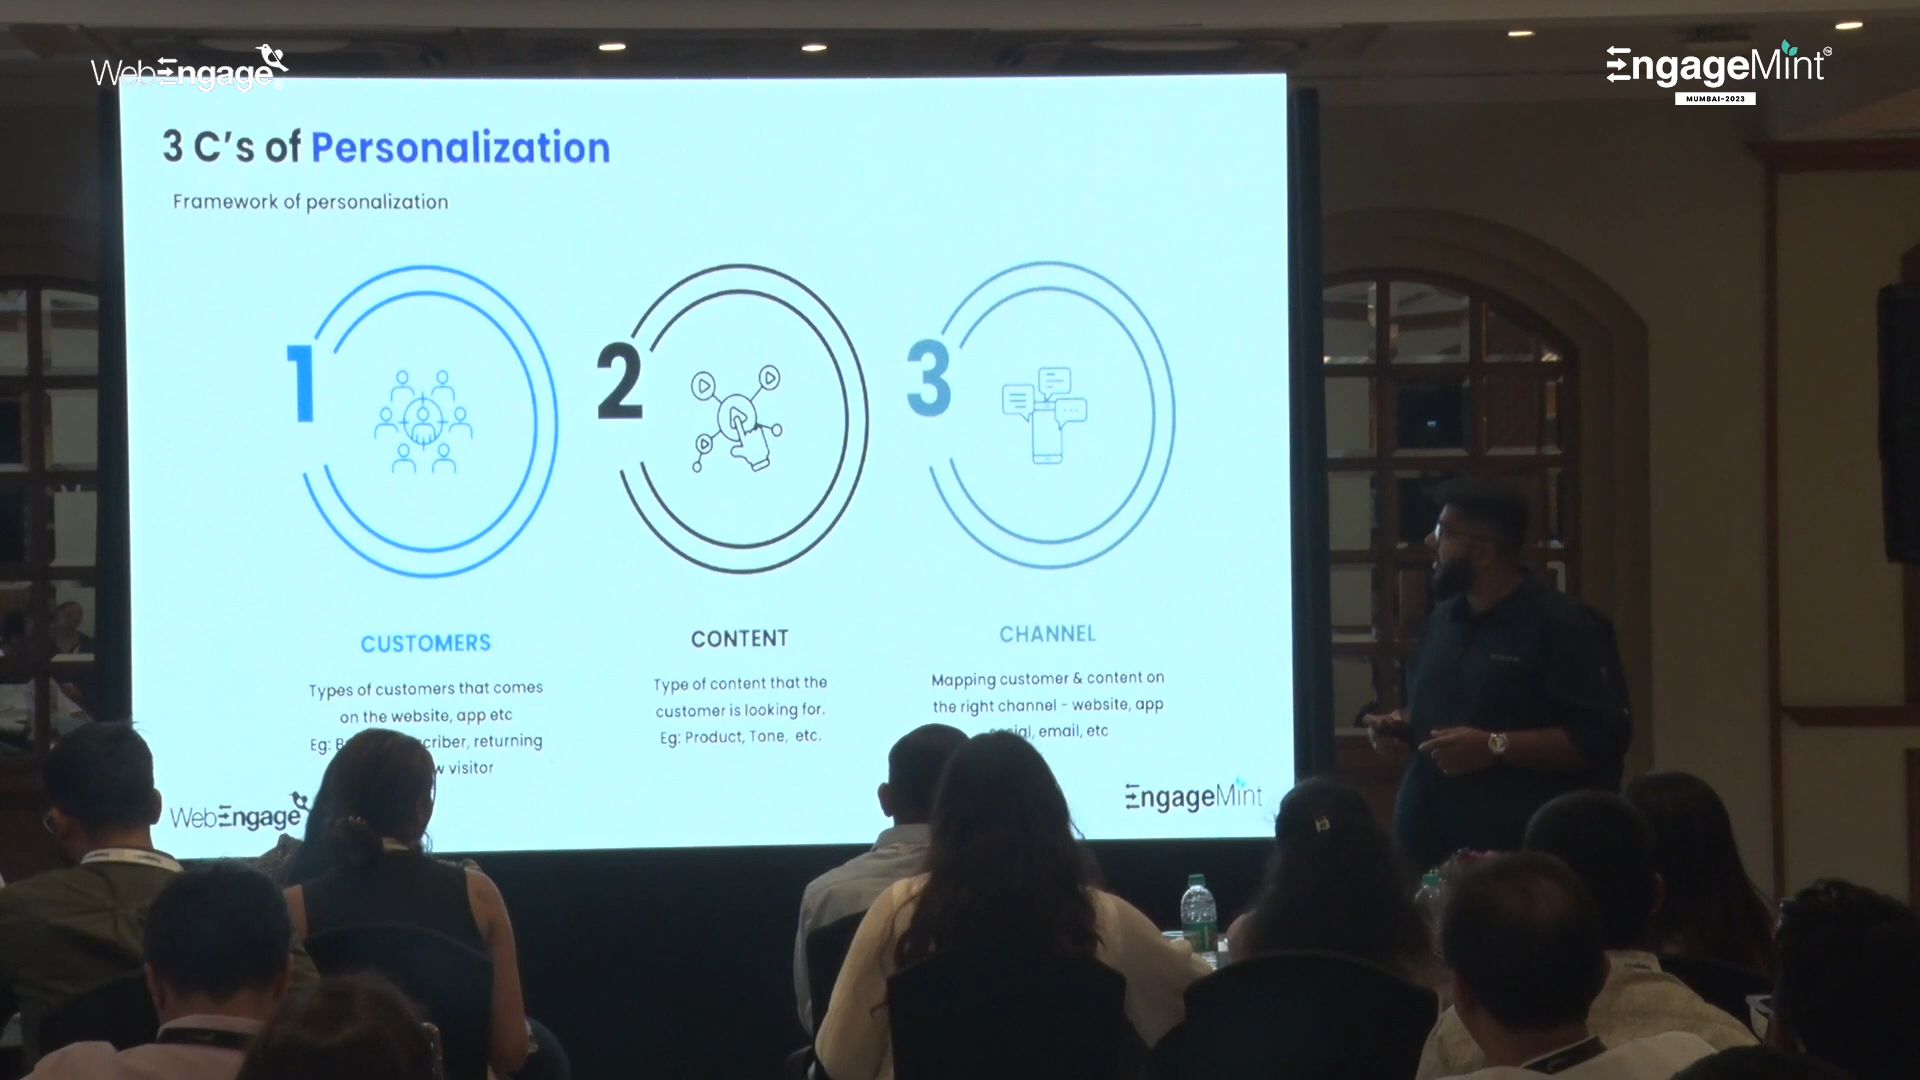 WebEngage
EngageMint
MUMBAI-2023
3 C's of Personalization
Framework of personalization
1
2
3
CUSTOMERS
Types of customers that comes
on the website, app etc
Eg: returning
visitor
CONTENT
Type of content that the
customer is looking for.
Eg: Product, Tone, etc.
CHANNEL
Mapping customer & content on
the right channel - website, app
email, etc
WebEngage
EngageMint